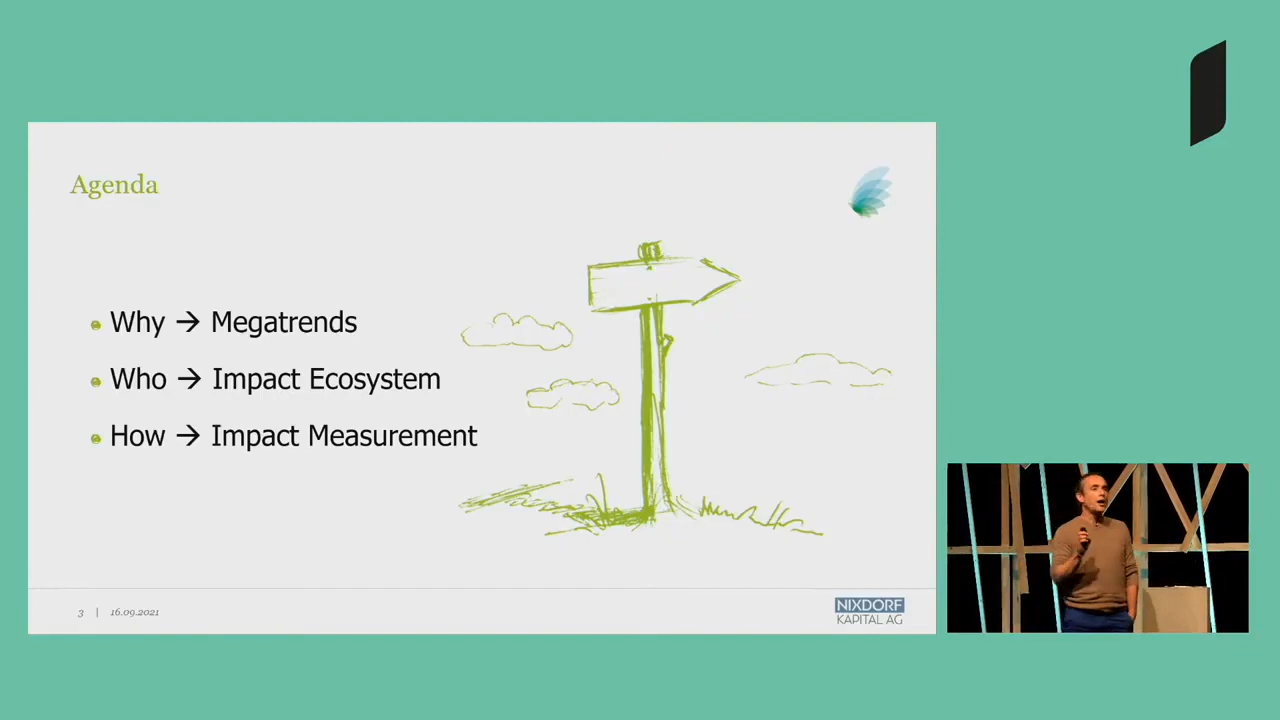 Agenda
Why → Megatrends
Who → Impact Ecosystem
How → Impact Measurement
3 | 16.09.2021
NIXDORF
KAPITAL AG